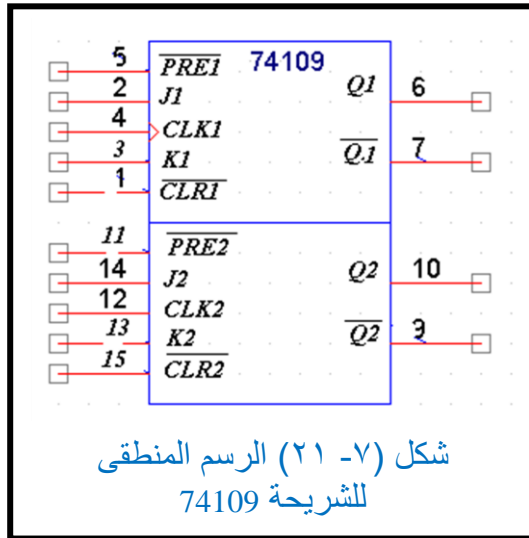 74109
5 PRE1
2 J1
4 CLK1
3 K1
1 CLR1
Q1 6
Q1 7
11 PRE2
14 J2
12 CLK2
13 K2
15 CLR2
Q2 10
Q2 9
شكل (٧- ٢١) الرسم المنطقى
للشريحة 74109